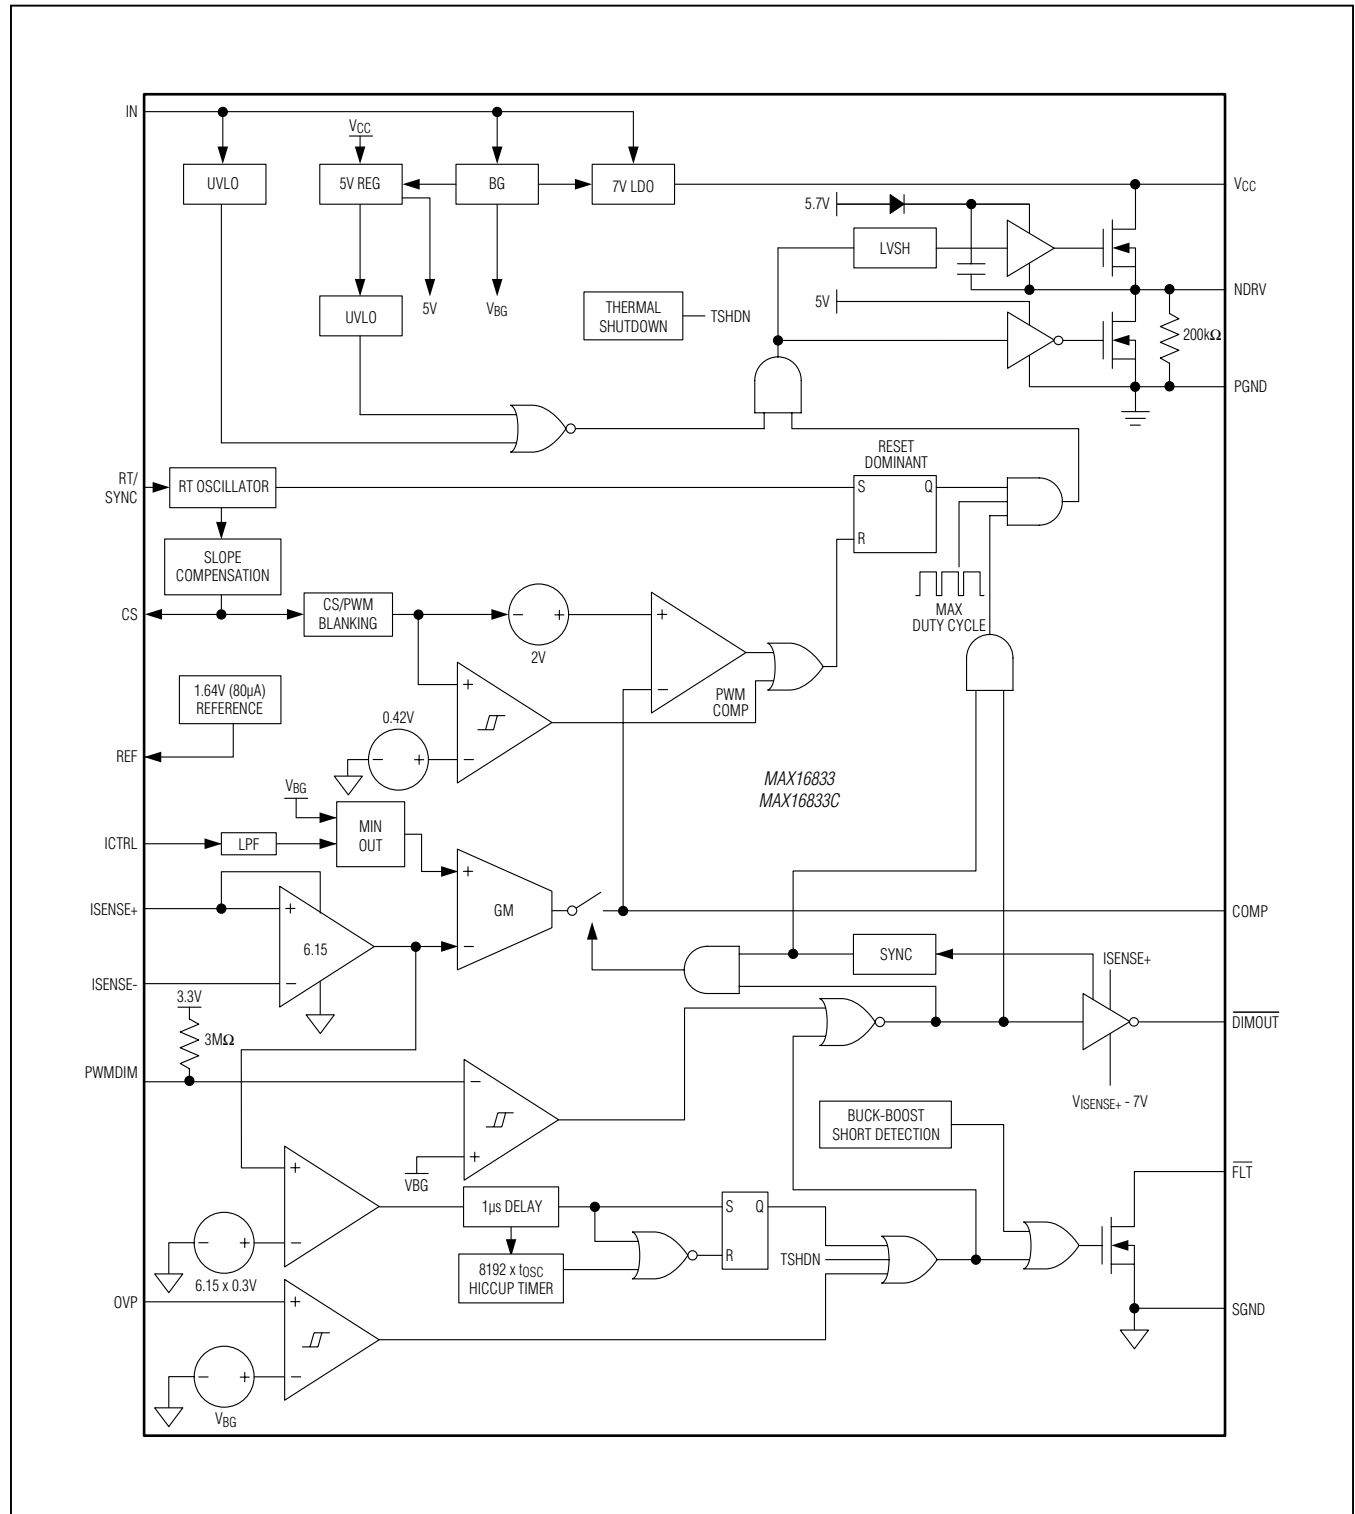 IN
VCC
UVLO
5V REG
BG
7V LDO
VCC
5.7V
LVSH
5V
VBG
UVLO
THERMAL
SHUTDOWN
TSHDN
5V
NDRV
200kΩ
PGND
RESET
DOMINANT
RT/
SYNC
RT OSCILLATOR
S
Q
R
SLOPE
COMPENSATION
CS
CS/PWM
BLANKING
−
+
2V
+
−
MAX
DUTY CYCLE
PWM
COMP
1.64V (80µA)
REFERENCE
0.42V
+
−
−
+
REF
MAX16833
MAX16833C
VBG
MIN
OUT
ICTRL
LPF
+
−
GM
ISENSE+
+
6.15
−
COMP
SYNC
ISENSE+
ISENSE-
3.3V
3MΩ
DIMOUT
PWMDIM
−
+
VBG
VISENSE+ - 7V
BUCK-BOOST
SHORT DETECTION
FLT
+
−
1µs DELAY
S
Q
R
−
+
6.15 x 0.3V
8192 x tOSC
HICCUP TIMER
TSHDN
OVP
+
−
SGND
−
+
VBG